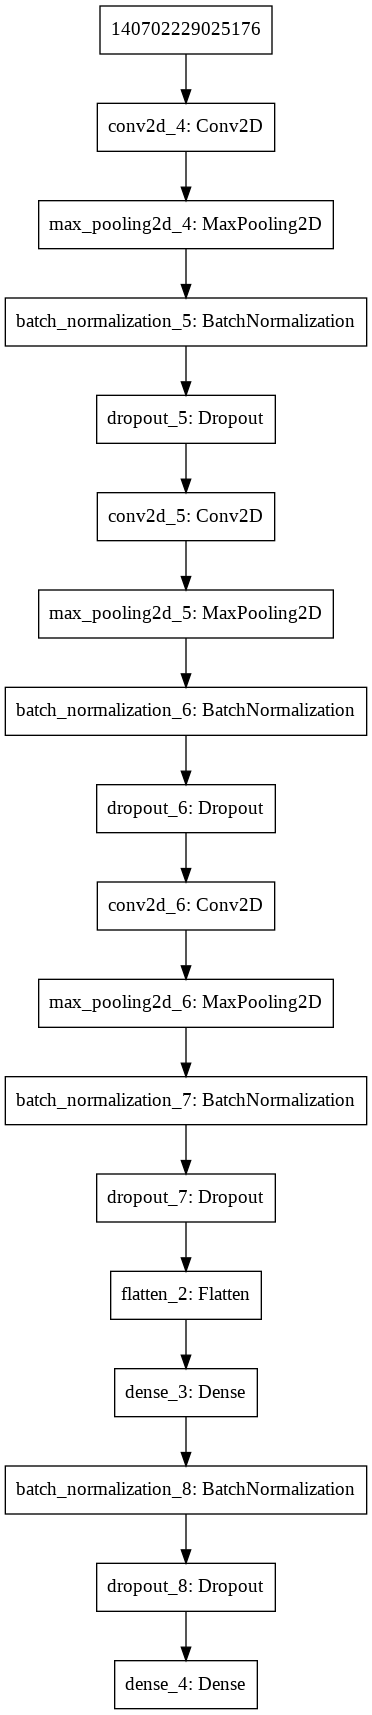 140702229025176
conv2d_4: Conv2D
max_pooling2d_4: MaxPooling2D
batch_normalization_5: BatchNormalization
dropout_5: Dropout
conv2d_5: Conv2D
max_pooling2d_5: MaxPooling2D
batch_normalization_6: BatchNormalization
dropout_6: Dropout
conv2d_6: Conv2D
max_pooling2d_6: MaxPooling2D
batch_normalization_7: BatchNormalization
dropout_7: Dropout
flatten_2: Flatten
dense_3: Dense
batch_normalization_8: BatchNormalization
dropout_8: Dropout
dense_4: Dense